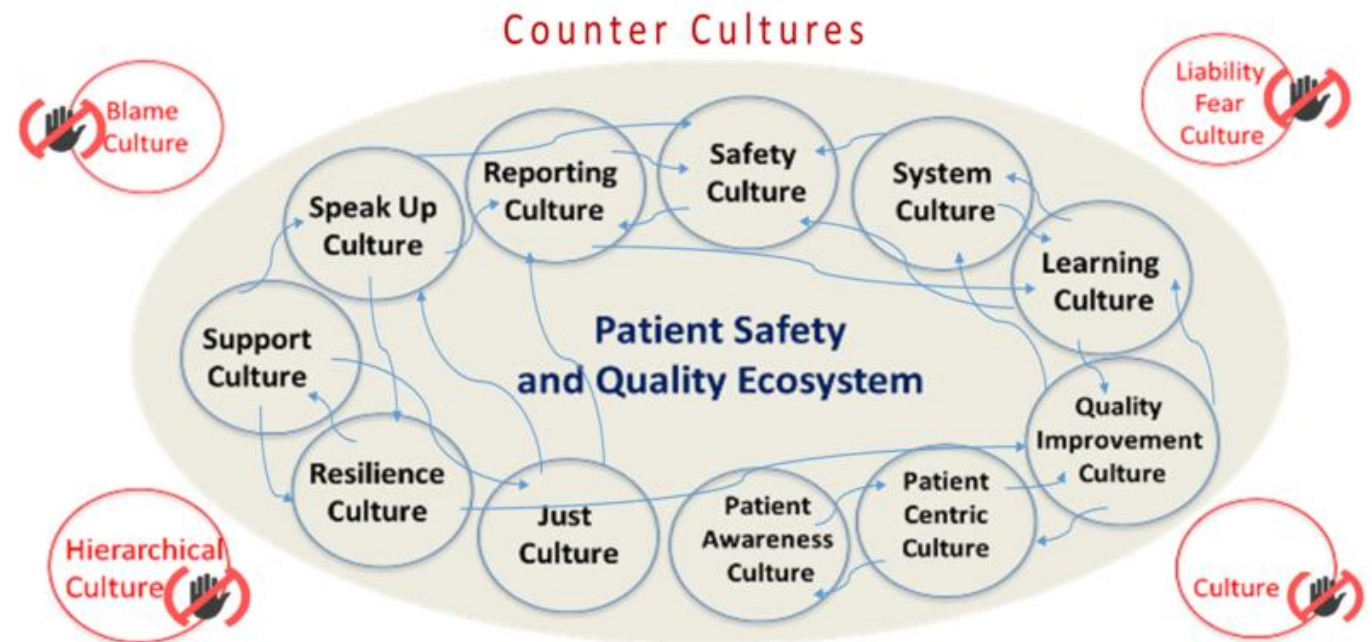 Counter Cultures
Blame
Culture
Liability
Fear
Culture
Speak Up
Culture
Reporting
Culture
Safety
Culture
System
Culture
Learning
Culture
Support
Culture
Patient Safety
and Quality Ecosystem
Resilience
Culture
Just
Culture
Patient
Awareness
Culture
Patient
Centric
Culture
Quality
Improvement
Culture
Hierarchical
Culture
Culture